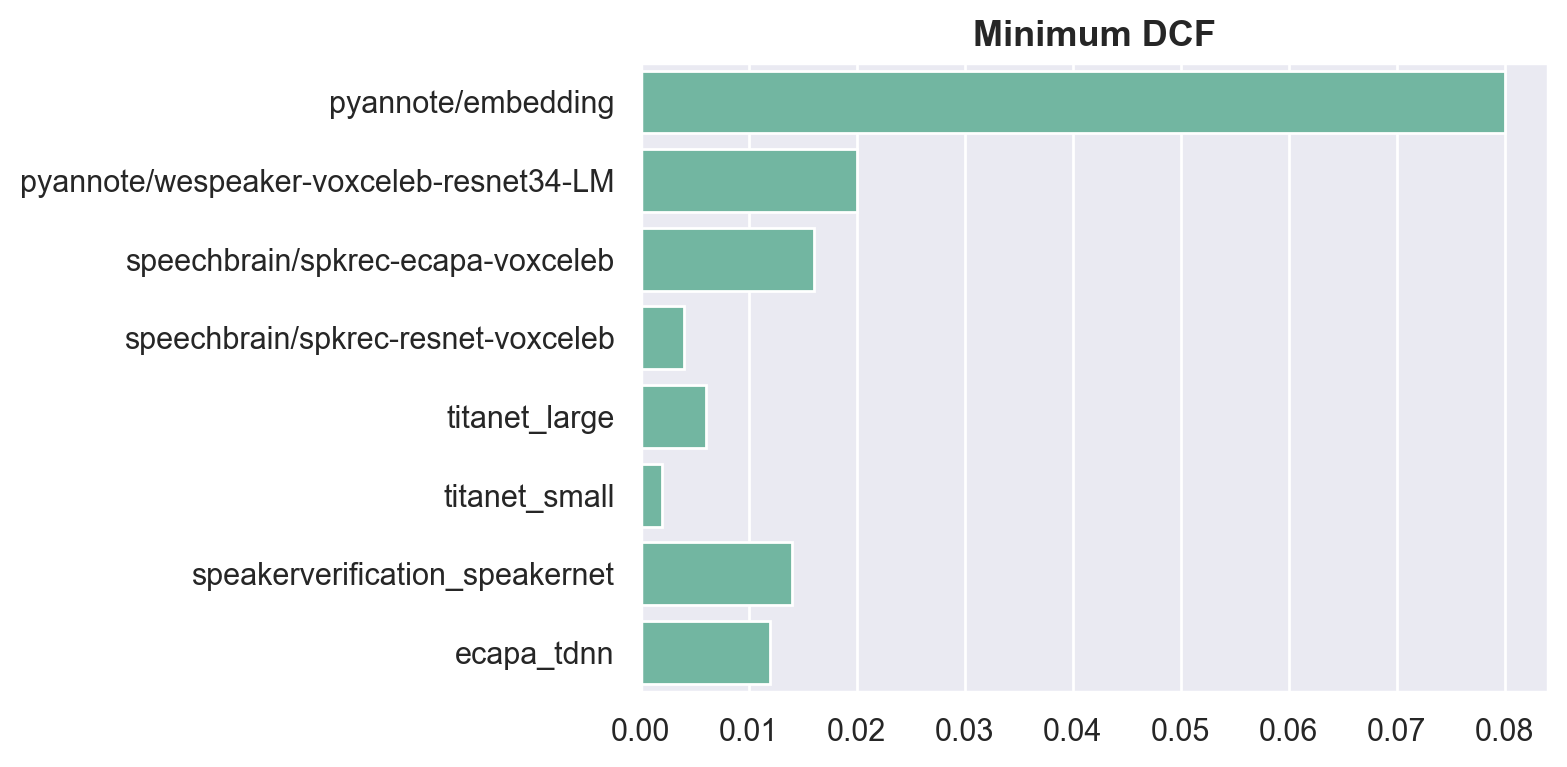 Minimum DCF
pyannote/embedding
pyannote/wespeaker-voxceleb-resnet34-LM
speechbrain/spkrec-ecapa-voxceleb
speechbrain/spkrec-resnet-voxceleb
titanet_large
titanet_small
speakerverification_speakernet
ecapa_tdnn
0.00 0.01 0.02 0.03 0.04 0.05 0.06 0.07 0.08